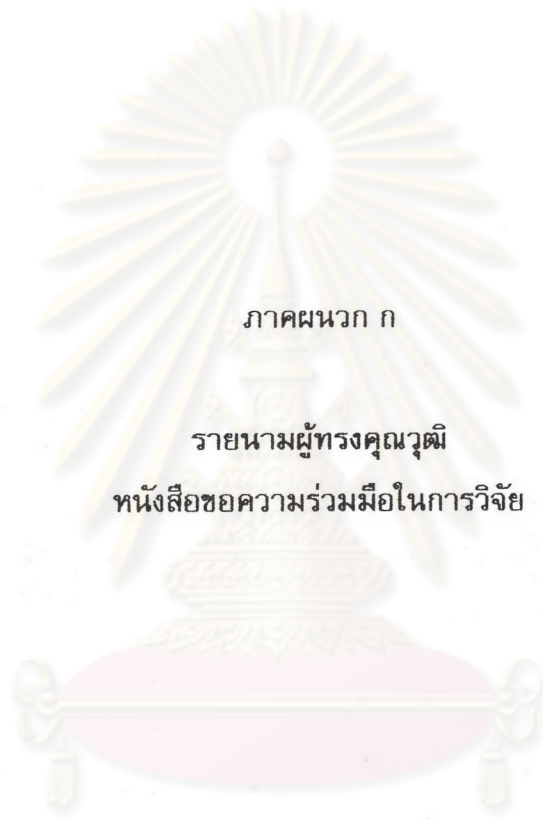 ภาคผนวก ก
รายนามผู้ทรงคุณวุฒิ
หนังสือขอความร่วมมือในการวิจัย